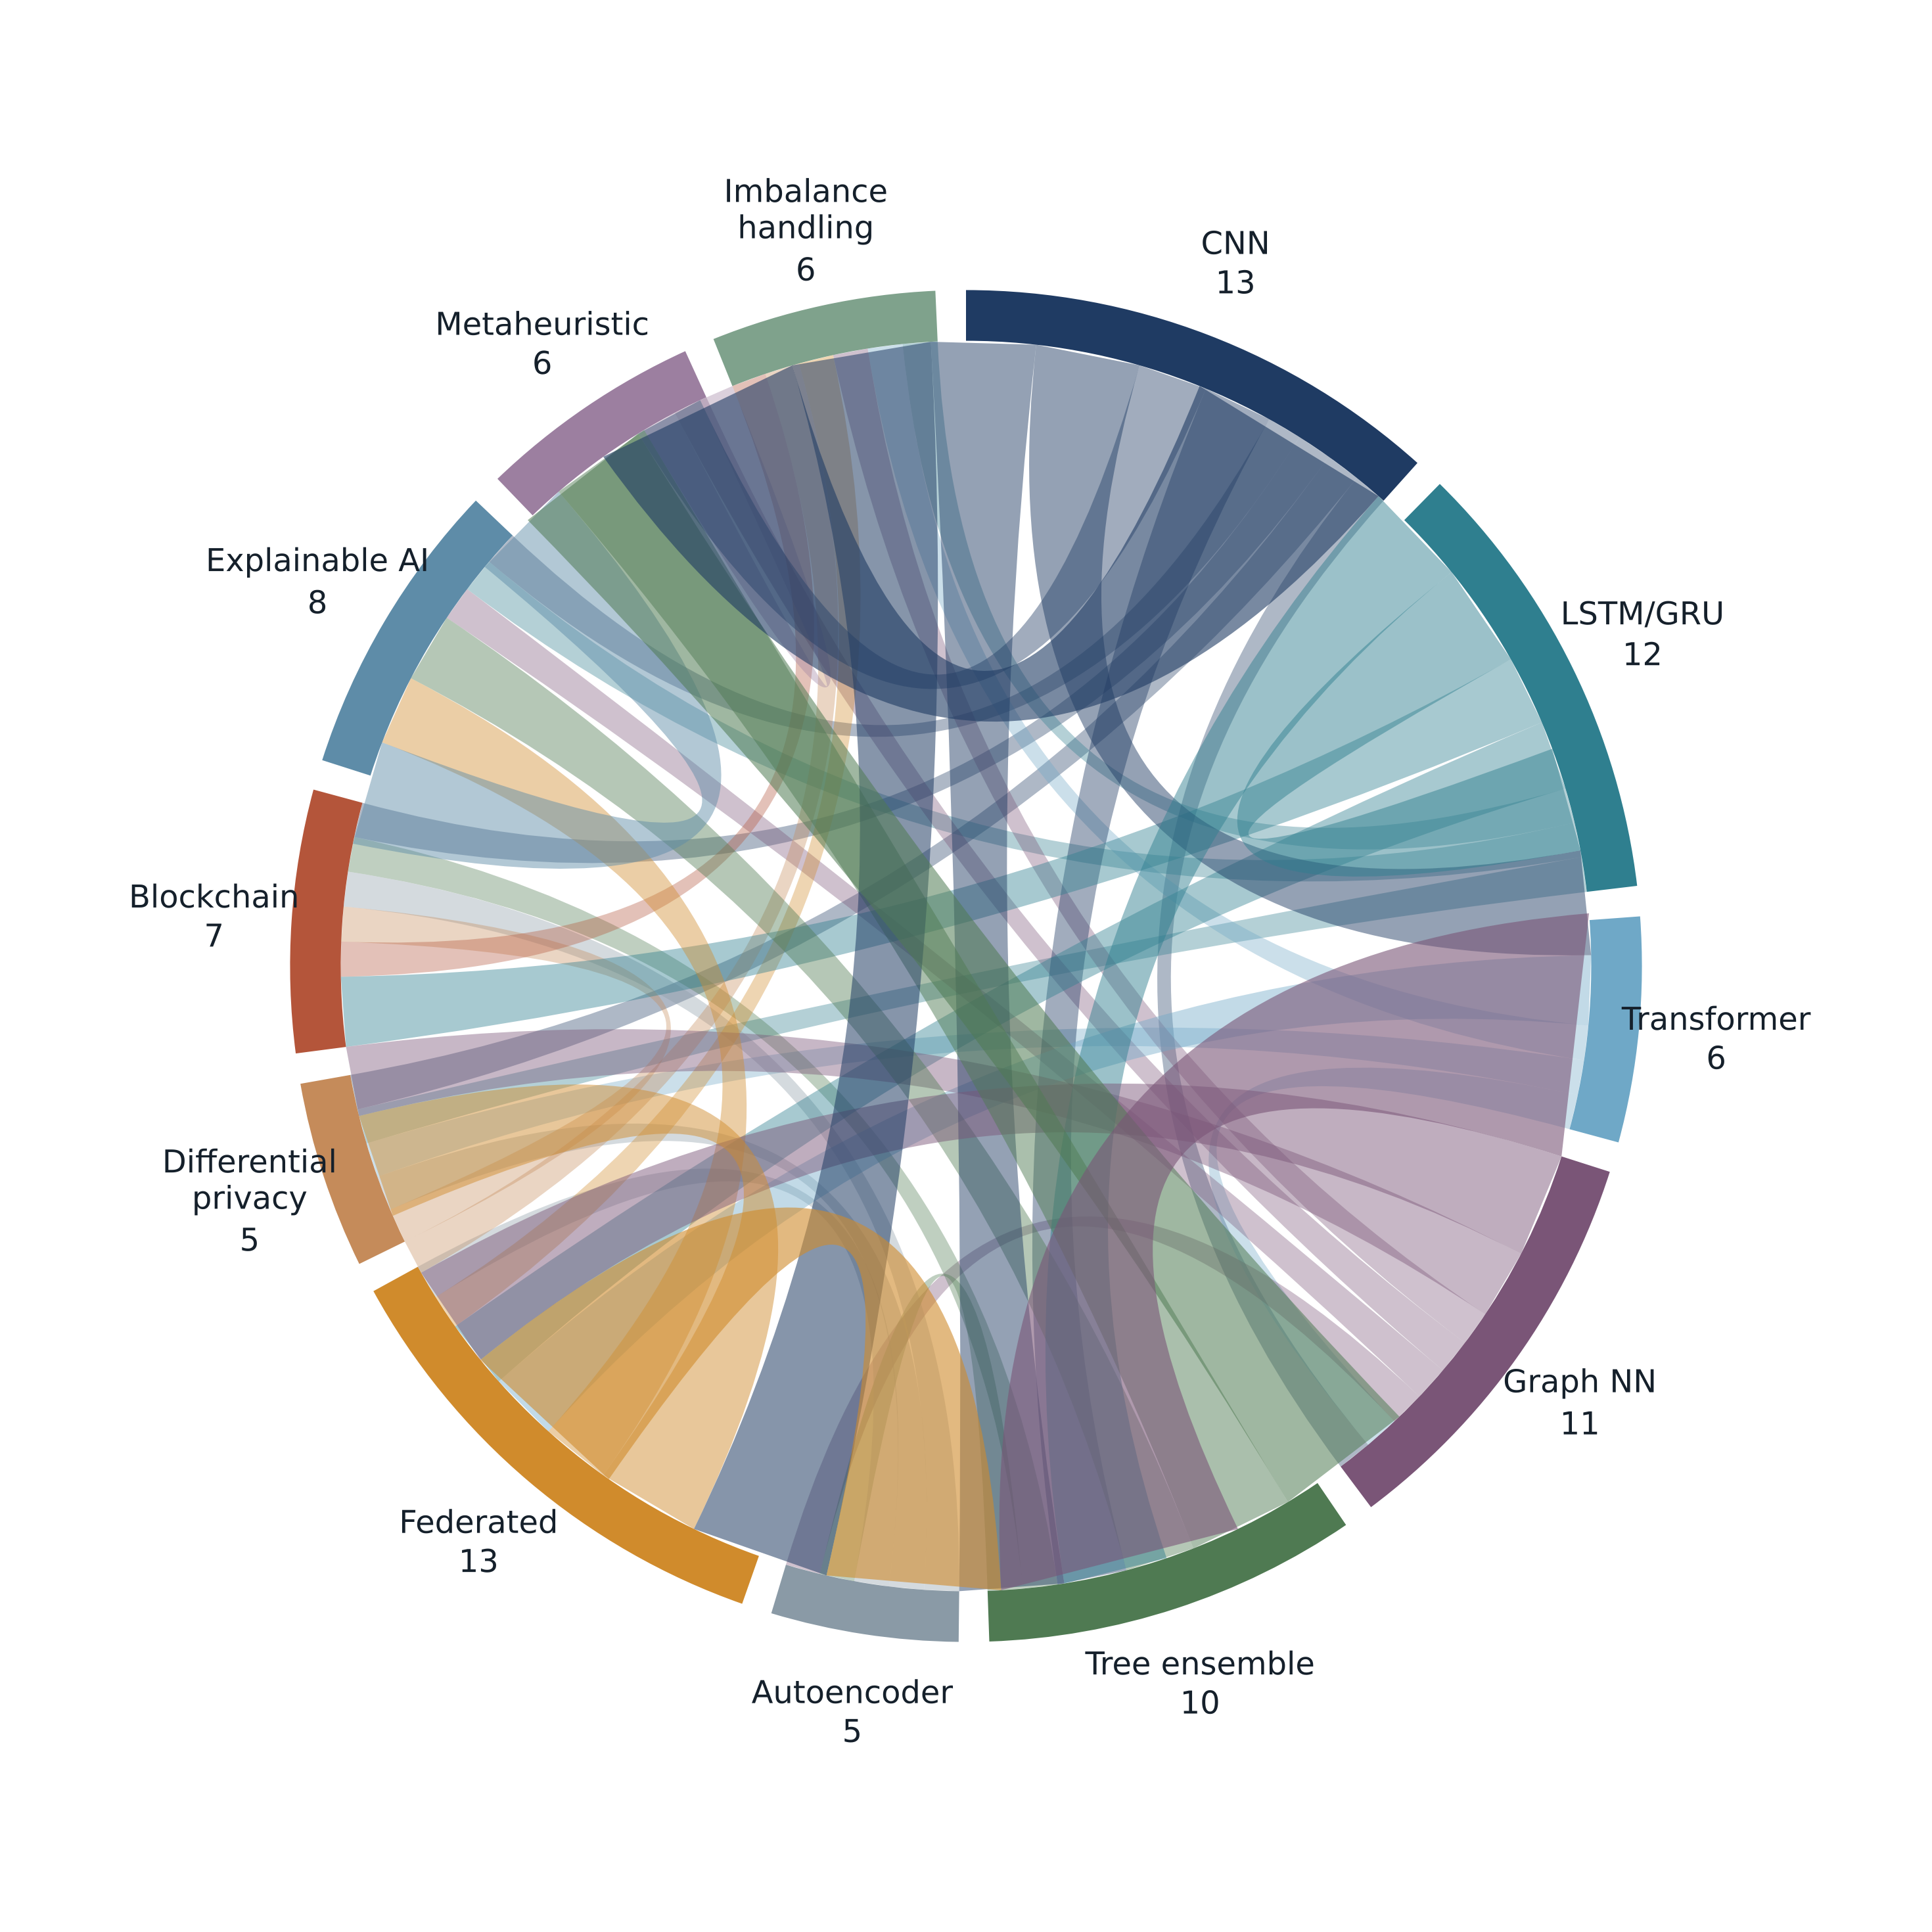 Imbalance
handling
6
CNN
13
Metaheuristic
6
Explainable AI
8
LSTM/GRU
12
Blockchain
7
Transformer
6
Differential
privacy
5
Graph NN
11
Federated
13
Tree ensemble
10
Autoencoder
5